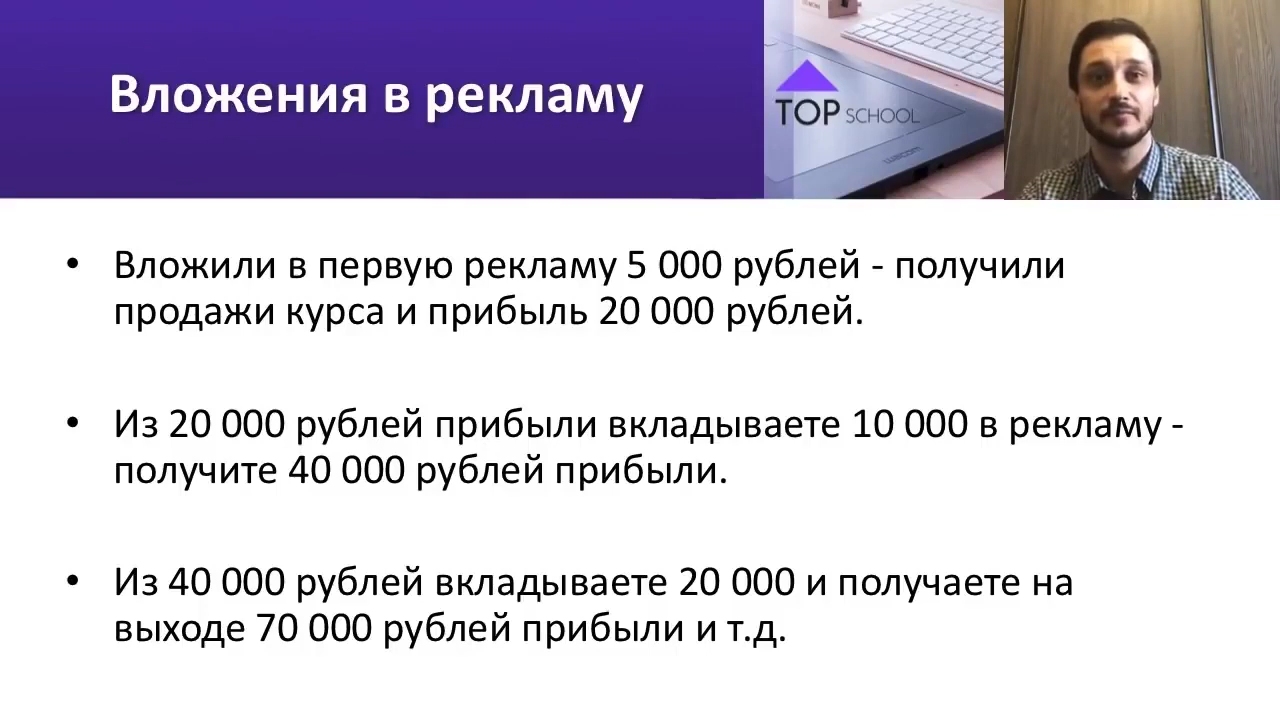 Вложения в рекламу
TOP SCHOOL
wacom
• Вложили в первую рекламу 5 000 рублей - получили
продажи курса и прибыль 20 000 рублей.
• Из 20 000 рублей прибыли вкладываете 10 000 в рекламу -
получите 40 000 рублей прибыли.
• Из 40 000 рублей вкладываете 20 000 и получаете на
выходе 70 000 рублей прибыли и т.д.